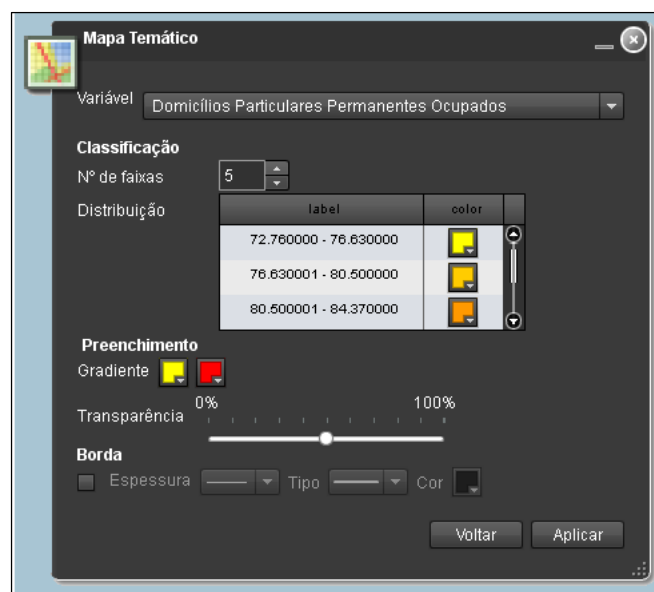 Mapa Temático
Variável Domicílios Particulares Permanentes Ocupados
Classificação
Nº de faixas 5
Distribuição label color
72.760000 - 76.630000
76.630001 - 80.500000
80.500001 - 84.370000
Preenchimento
Gradiente
0% 100%
Transparência
Borda
Espessura Tipo Cor
Voltar Aplicar